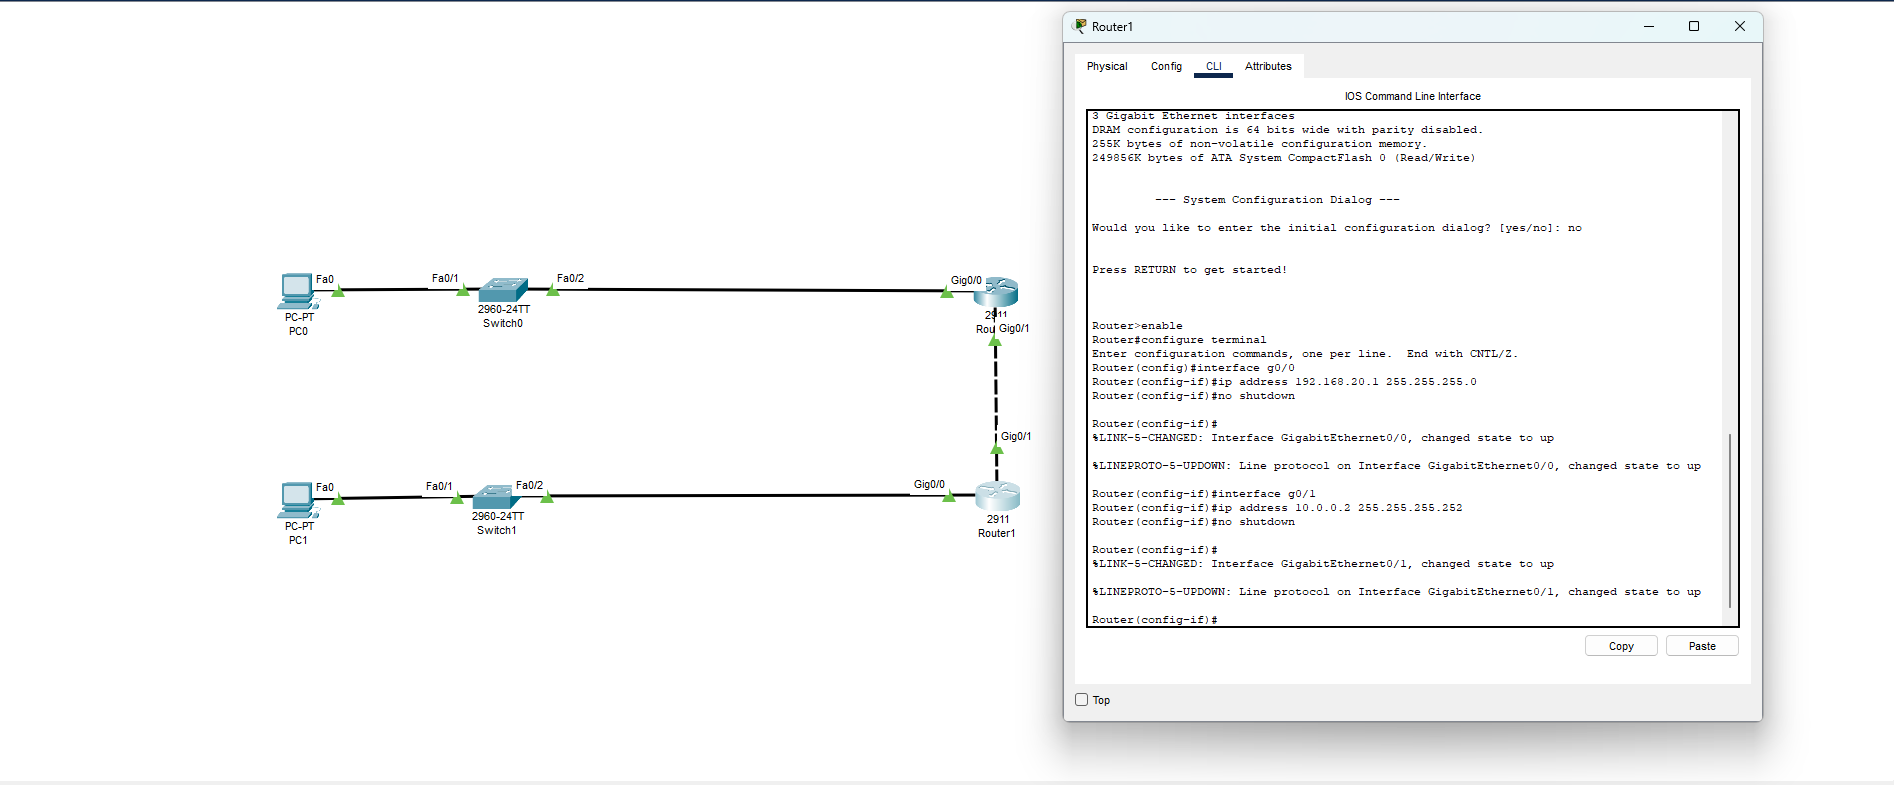 Router1
Physical Config CLI Attributes
IOS Command Line Interface
3 Gigabit Ethernet interfaces
DRAM configuration is 64 bits wide with parity disabled.
255K bytes of non-volatile configuration memory.
249856K bytes of ATA System CompactFlash 0 (Read/Write)
--- System Configuration Dialog ---
Would you like to enter the initial configuration dialog? [yes/no]: no
Press RETURN to get started!
Router>enable
Router#configure terminal
Enter configuration commands, one per line.  End with CNTL/Z.
Router(config)#interface g0/0
Router(config-if)#ip address 192.168.20.1 255.255.255.0
Router(config-if)#no shutdown
Router(config-if)#
%LINK-5-CHANGED: Interface GigabitEthernet0/0, changed state to up
%LINEPROTO-5-UPDOWN: Line protocol on Interface GigabitEthernet0/0, changed state to up
Router(config-if)#interface g0/1
Router(config-if)#ip address 10.0.0.2 255.255.255.252
Router(config-if)#no shutdown
Router(config-if)#
%LINK-5-CHANGED: Interface GigabitEthernet0/1, changed state to up
%LINEPROTO-5-UPDOWN: Line protocol on Interface GigabitEthernet0/1, changed state to up
Router(config-if)#
Copy Paste
Top
Fa0 Fa0/1 Fa0/2 Gig0/0
PC-PT
PC0
2960-24TT
Switch0
2911
Rou Gig0/1
Gig0/1
Fa0 Fa0/1 Fa0/2 Gig0/0
PC-PT
PC1
2960-24TT
Switch1
2911
Router1